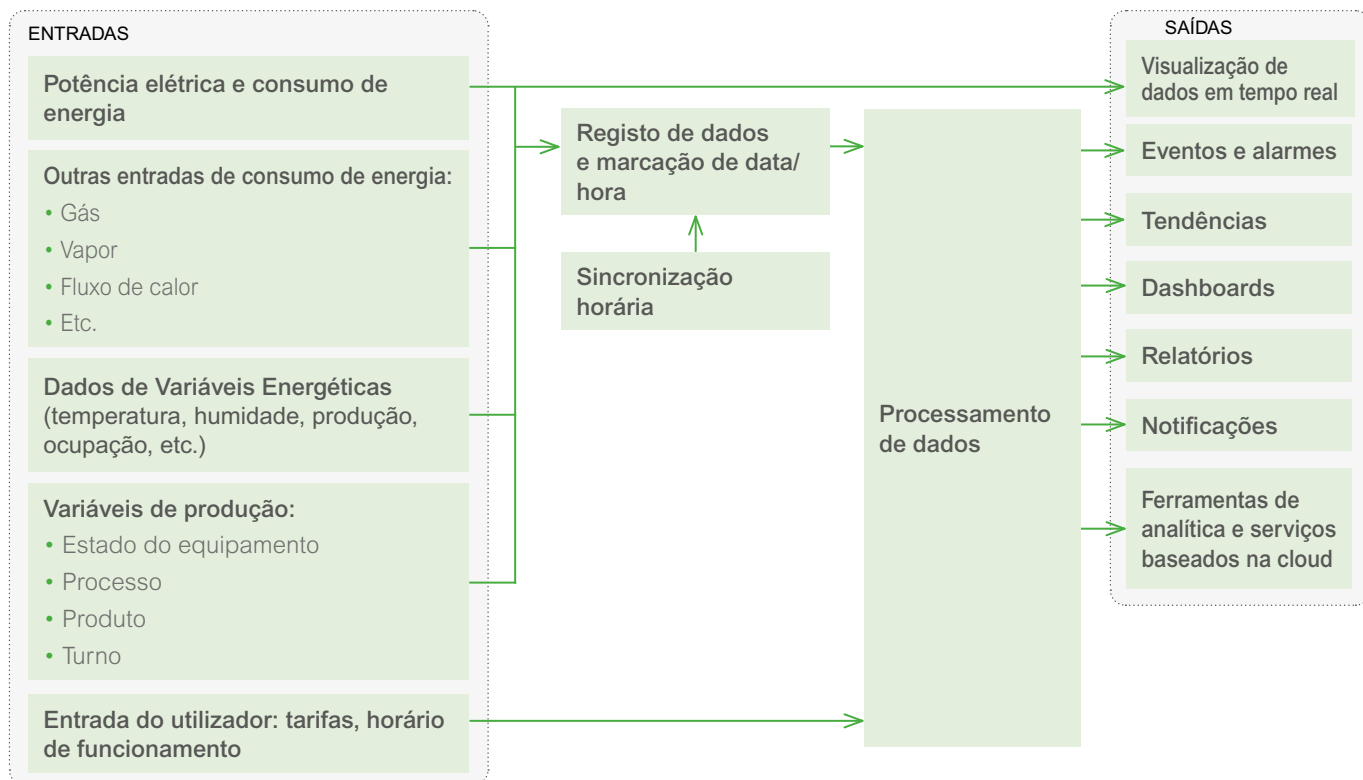 ENTRADAS
Potência elétrica e consumo de
energia
Outras entradas de consumo de energia:
• Gás
• Vapor
• Fluxo de calor
• Etc.
Dados de Variáveis Energéticas
(temperatura, humidade, produção,
ocupação, etc.)
Variáveis de produção:
• Estado do equipamento
• Processo
• Produto
• Turno
Entrada do utilizador: tarifas, horário
de funcionamento
Registo de dados
e marcação de data/
hora
Sincronização
horária
Processamento
de dados
SAÍDAS
Visualização de
dados em tempo real
Eventos e alarmes
Tendências
Dashboards
Relatórios
Notificações
Ferramentas de
analítica e serviços
baseados na cloud